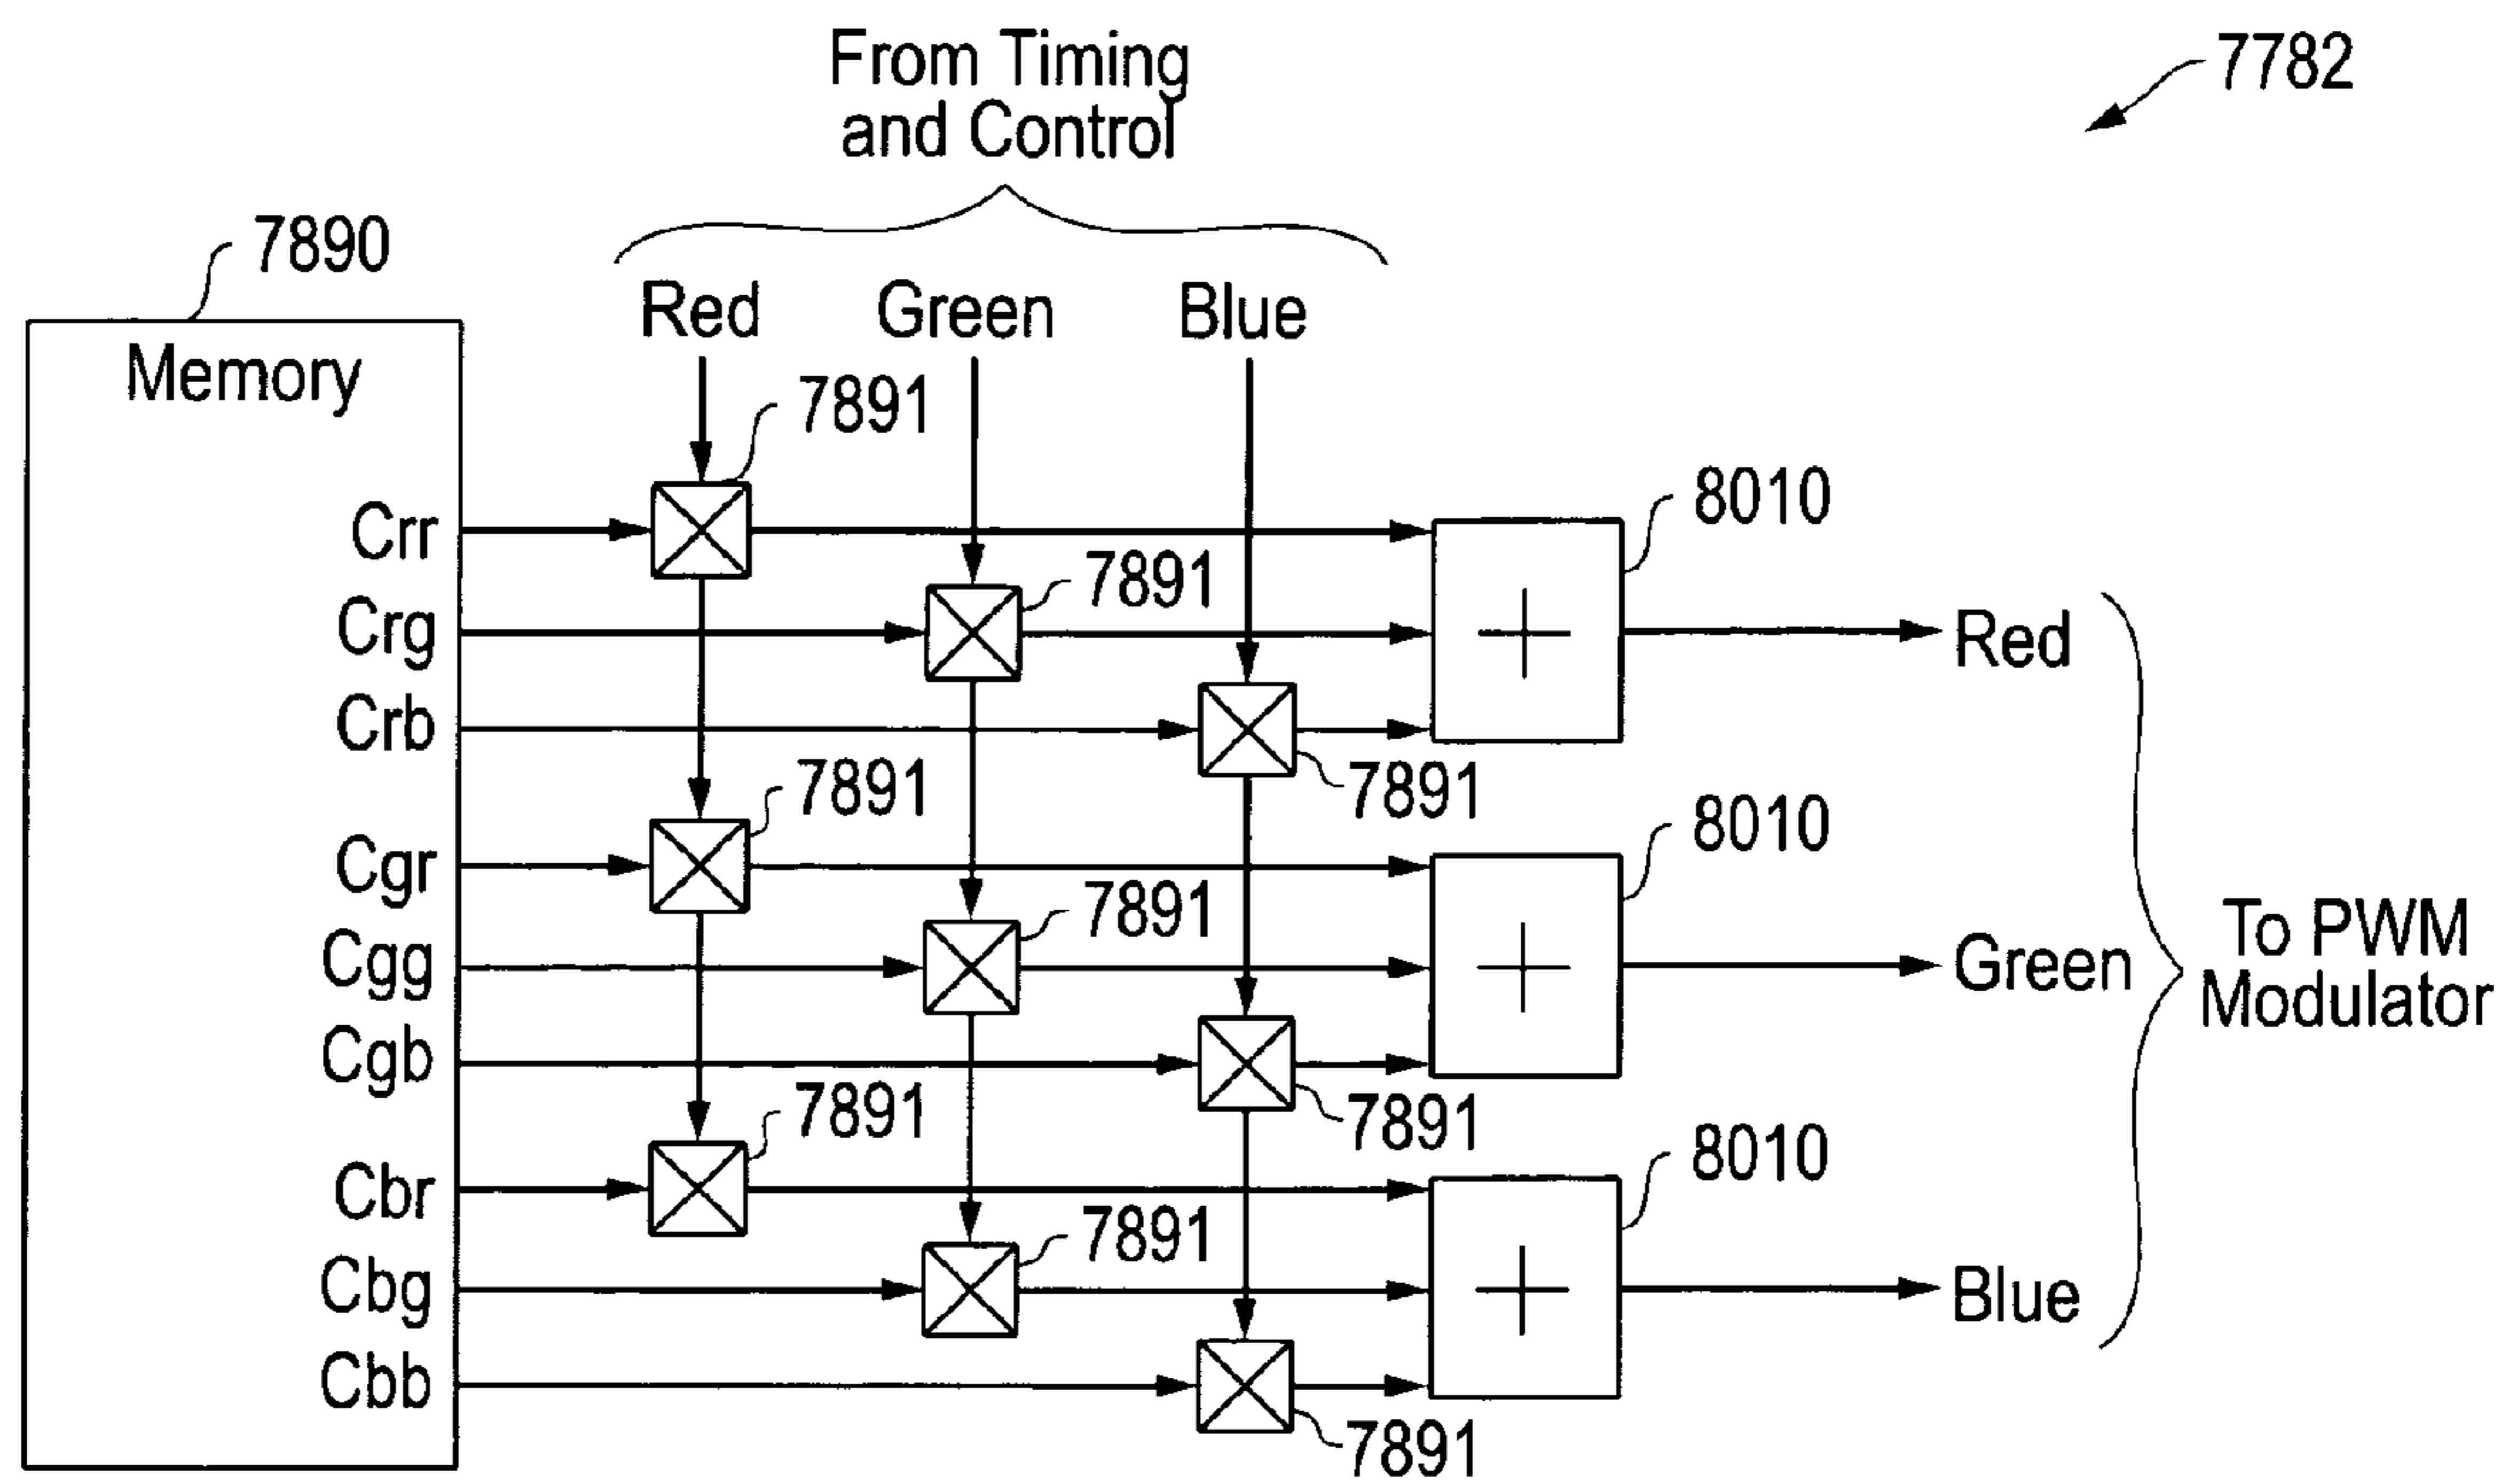 From Timing
and Control
7782
7890
Red Green Blue
Memory
7891
Crr
8010
7891
Crg
Red
Crb
7891
7891
8010
Cgr
7891
Cgg
Green
To PWM
Modulator
Cgb
7891
7891
8010
Cbr
7891
Cbg
Blue
Cbb
7891